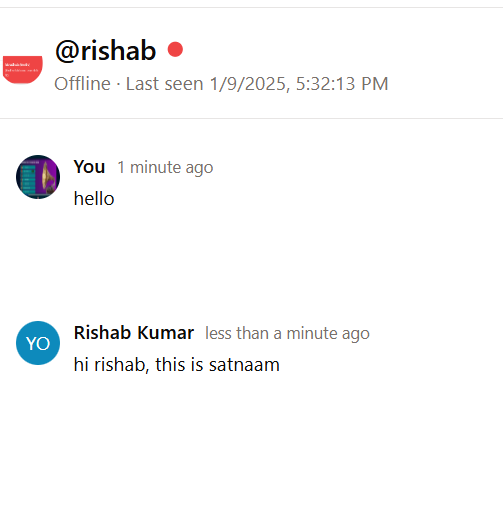 @rishab
Offline · Last seen 1/9/2025, 5:32:13 PM
You 1 minute ago
hello
YO
Rishab Kumar less than a minute ago
hi rishab, this is satnaam